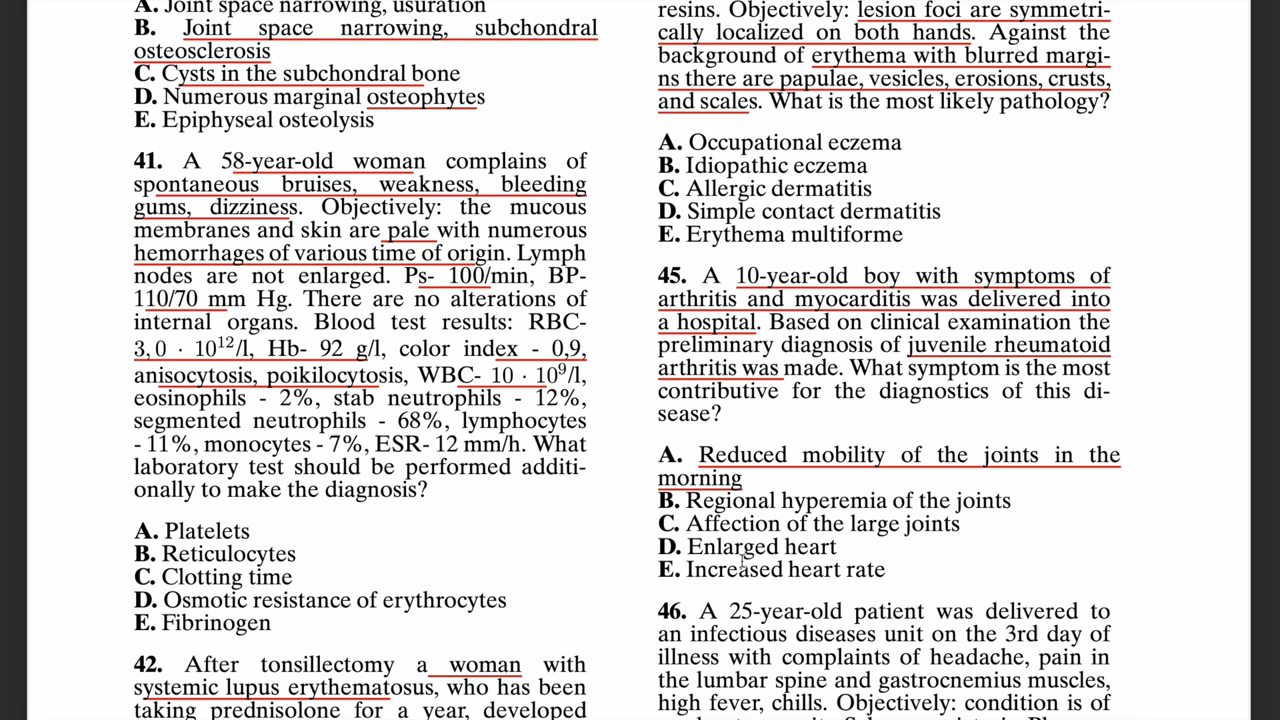 A. Joint space narrowing, usuration
B. Joint space narrowing, subchondral
osteosclerosis
C. Cysts in the subchondral bone
D. Numerous marginal osteophytes
E. Epiphyseal osteolysis
41. A 58-year-old woman complains of
spontaneous bruises, weakness, bleeding
gums, dizziness. Objectively: the mucous
membranes and skin are pale with numerous
hemorrhages of various time of origin. Lymph
nodes are not enlarged. Ps- 100/min, BP-
110/70 mm Hg. There are no alterations of
internal organs. Blood test results: RBC-
3,0 · 10¹²/l, Hb- 92 g/l, color index - 0,9,
anisocytosis, poikilocytosis, WBC- 10 · 10⁹/l,
eosinophils - 2%, stab neutrophils - 12%,
segmented neutrophils - 68%, lymphocytes
- 11%, monocytes - 7%, ESR- 12 mm/h. What
laboratory test should be performed additi-
onally to make the diagnosis?
A. Platelets
B. Reticulocytes
C. Clotting time
D. Osmotic resistance of erythrocytes
E. Fibrinogen
42. After tonsillectomy a woman with
systemic lupus erythematosus, who has been
taking prednisolone for a year, developed
resins. Objectively: lesion foci are symmetri-
cally localized on both hands. Against the
background of erythema with blurred margi-
ns there are papulae, vesicles, erosions, crusts,
and scales. What is the most likely pathology?
A. Occupational eczema
B. Idiopathic eczema
C. Allergic dermatitis
D. Simple contact dermatitis
E. Erythema multiforme
45. A 10-year-old boy with symptoms of
arthritis and myocarditis was delivered into
a hospital. Based on clinical examination the
preliminary diagnosis of juvenile rheumatoid
arthritis was made. What symptom is the most
contributive for the diagnostics of this di-
sease?
A. Reduced mobility of the joints in the
morning
B. Regional hyperemia of the joints
C. Affection of the large joints
D. Enlarged heart
E. Increased heart rate
46. A 25-year-old patient was delivered to
an infectious diseases unit on the 3rd day of
illness with complaints of headache, pain in
the lumbar spine and gastrocnemius muscles,
high fever, chills. Objectively: condition is of